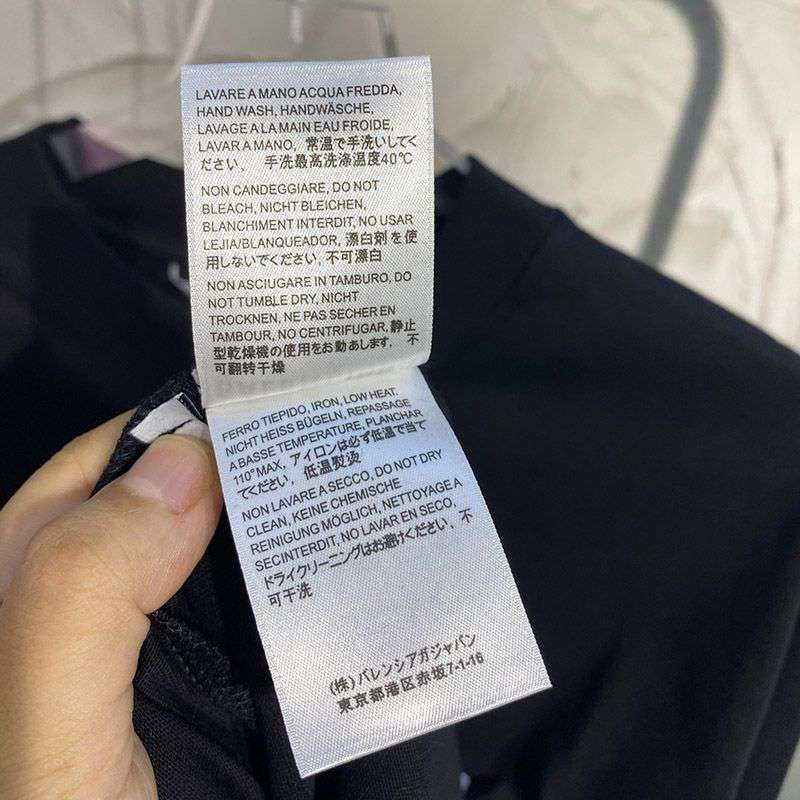 LAVARE A MANO ACQUA FREDDA,
HAND WASH, HANDWÄSCHE,
LAVAGE A LA MAIN EAU FROIDE,
LAVAR A MANO, 常温で手洗いしてく
ださい, 手洗最高洗涤温度40℃
NON CANDEGGIARE, DO NOT
BLEACH, NICHT BLEICHEN,
BLANCHIMENT INTERDIT, NO USAR
LEJIA/BLANQUEADOR, 漂白剤 を使
用しないでください, 不可漂白
NON ASCIUGARE IN TAMBURO, DO
NOT TUMBLE DRY, NICHT
TROCKNEN, NE PAS SECHER EN
TAMBOUR, NO CENTRIFUGAR, 静止
型乾燥機の使用をお勧あします. 不
可翻转干燥
FERRO TIEPIDO, IRON, LOW HEAT.
NICHT HEISS BÜGELN, REPASSAGE
A BASSE TEMPERATURE, PLANCHAR
110° MAX, アイロンは必ず低温で当て
てください, 低温熨烫
NON LAVARE A SECCO, DO NOT DRY
CLEAN, KEINE CHEMISCHE
REINIGUNG MÖGLICH, NETTOYAGE A
SECINTERDIT. NO LAVAR EN SECO,
ドライクリーニングはお避けください, 不
可干洗
(株) バレンシアガジャパン
東京都港区赤坂7-1-16